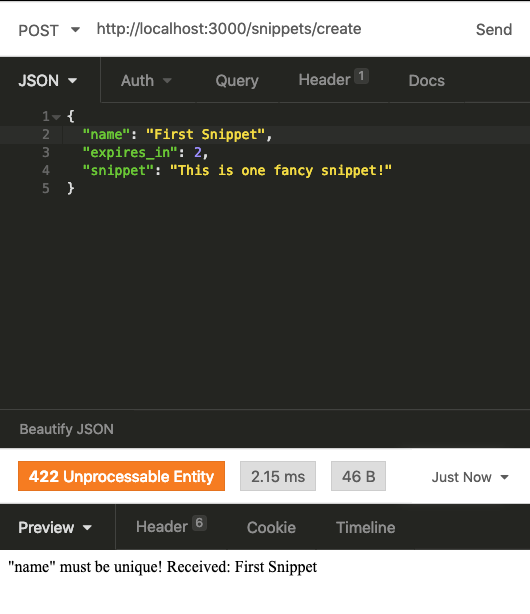 POST http://localhost:3000/snippets/create Send
JSON Auth Query Header 1 Docs
1 {
2 "name": "First Snippet",
3 "expires_in": 2,
4 "snippet": "This is one fancy snippet!"
5 }
Beautify JSON
422 Unprocessable Entity 2.15 ms 46 B Just Now
Preview Header 6 Cookie Timeline
"name" must be unique! Received: First Snippet